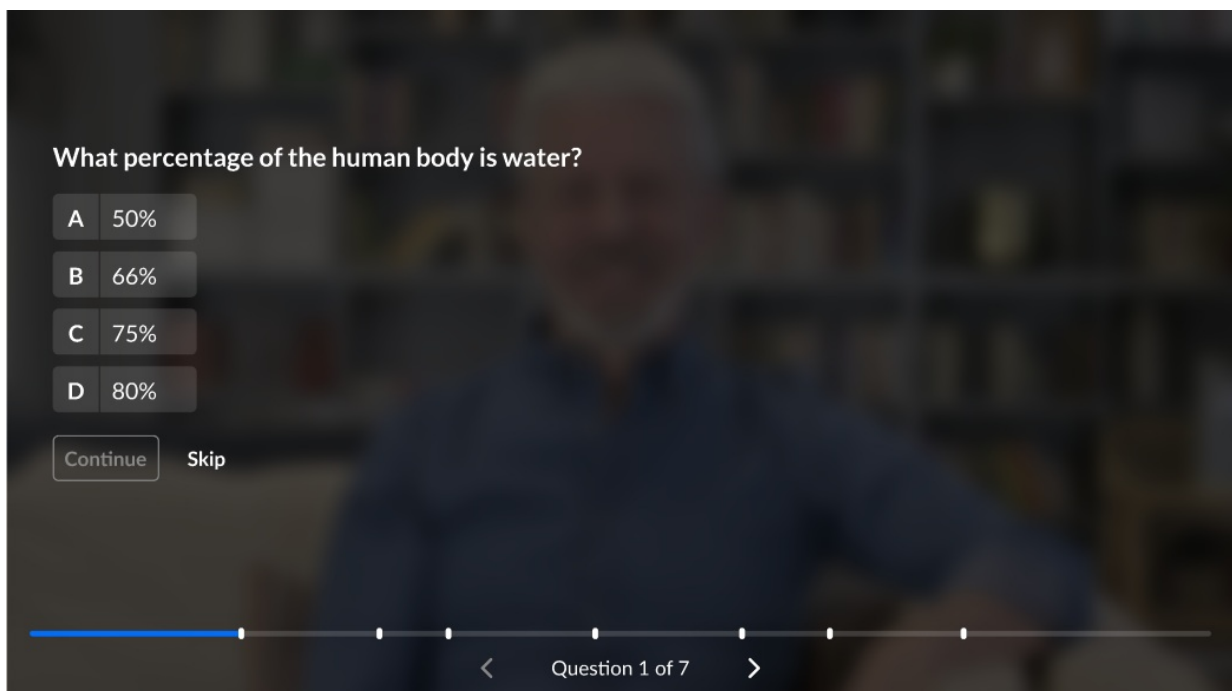 What percentage of the human body is water?
A 50%
B 66%
C 75%
D 80%
Continue Skip
Question 1 of 7